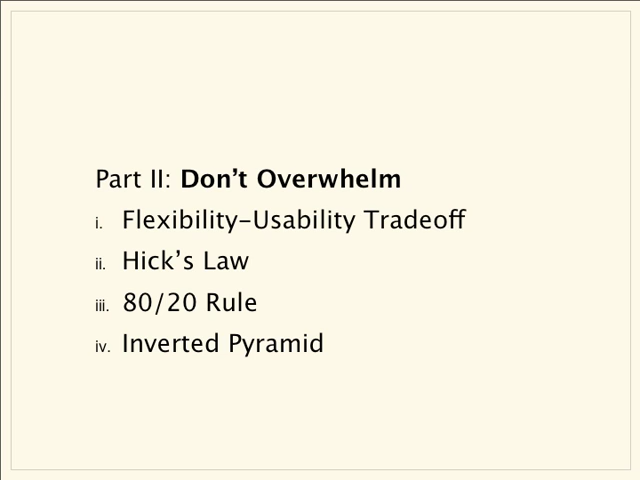 Part II: Don’t Overwhelm
i. Flexibility-Usability Tradeoff
ii. Hick’s Law
iii. 80/20 Rule
iv. Inverted Pyramid